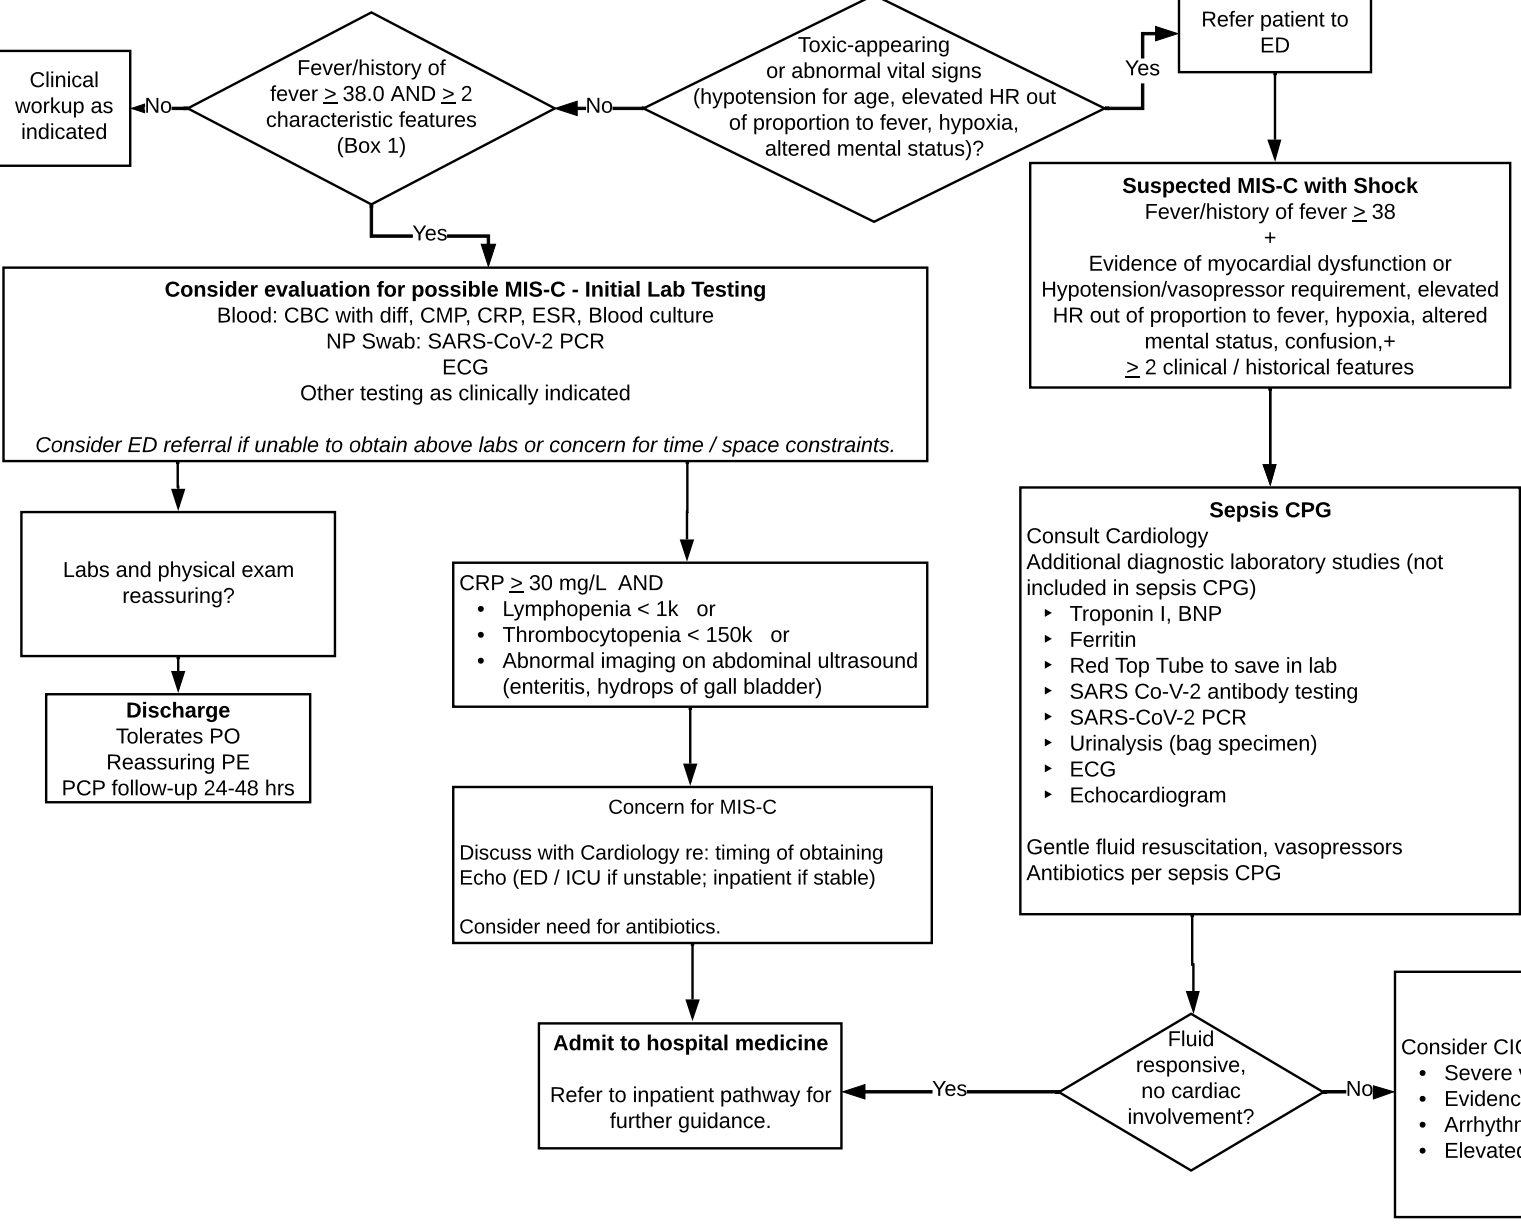 Refer patient to
ED
Toxic-appearing
or abnormal vital signs
(hypotension for age, elevated HR out
of proportion to fever, hypoxia,
altered mental status)?
Yes
No
Fever/history of
fever ≥ 38.0 AND ≥ 2
characteristic features
(Box 1)
No
Clinical
workup as
indicated
Yes
Consider evaluation for possible MIS-C - Initial Lab Testing
Blood: CBC with diff, CMP, CRP, ESR, Blood culture
NP Swab: SARS-CoV-2 PCR
ECG
Other testing as clinically indicated
Consider ED referral if unable to obtain above labs or concern for time / space constraints.
Labs and physical exam
reassuring?
Discharge
Tolerates PO
Reassuring PE
PCP follow-up 24-48 hrs
CRP ≥ 30 mg/L AND
• Lymphopenia < 1k or
• Thrombocytopenia < 150k or
• Abnormal imaging on abdominal ultrasound
(enteritis, hydrops of gall bladder)
Concern for MIS-C
Discuss with Cardiology re: timing of obtaining
Echo (ED / ICU if unstable; inpatient if stable)
Consider need for antibiotics.
Admit to hospital medicine
Refer to inpatient pathway for
further guidance.
Suspected MIS-C with Shock
Fever/history of fever ≥ 38
+
Evidence of myocardial dysfunction or
Hypotension/vasopressor requirement, elevated
HR out of proportion to fever, hypoxia, altered
mental status, confusion,+
≥ 2 clinical / historical features
Sepsis CPG
Consult Cardiology
Additional diagnostic laboratory studies (not
included in sepsis CPG)
‣ Troponin I, BNP
‣ Ferritin
‣ Red Top Tube to save in lab
‣ SARS Co-V-2 antibody testing
‣ SARS-CoV-2 PCR
‣ Urinalysis (bag specimen)
‣ ECG
‣ Echocardiogram
Gentle fluid resuscitation, vasopressors
Antibiotics per sepsis CPG
Fluid
responsive,
no cardiac
involvement?
Yes
No
Consider
• Severe
•
•
•